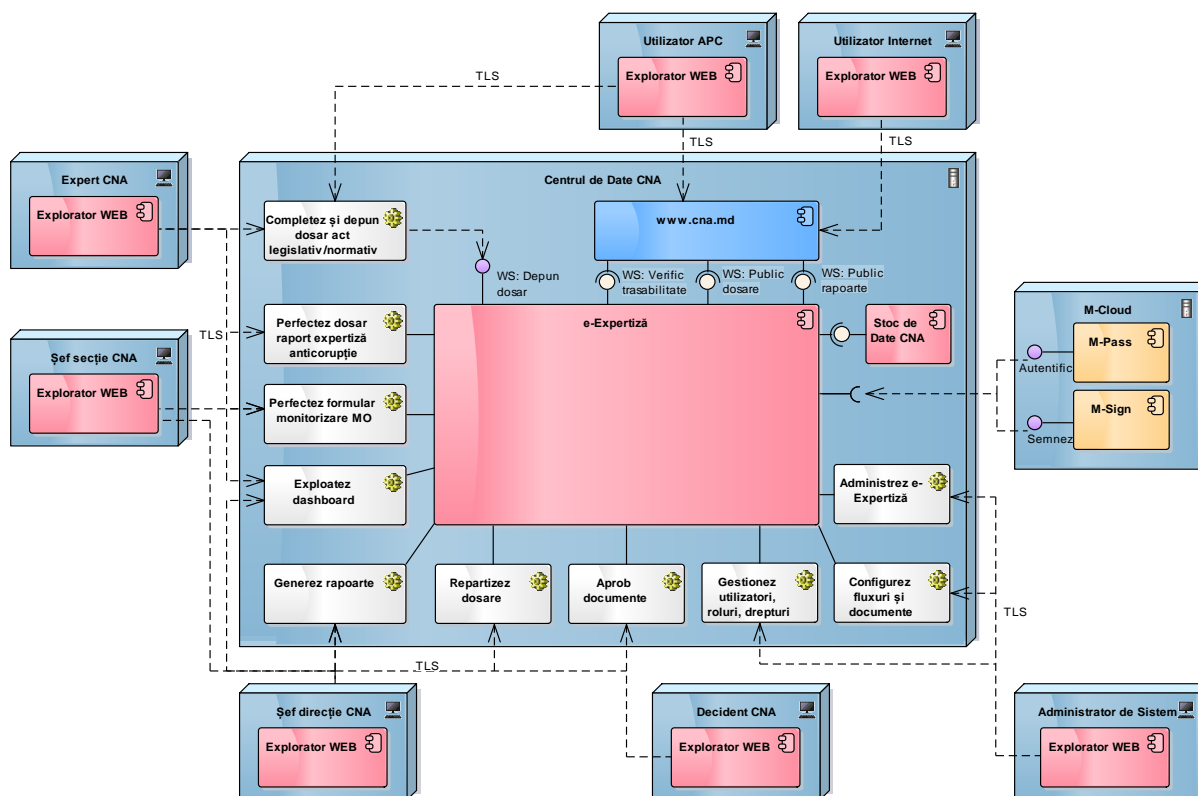 Utilizator APC
Explorator WEB
Utilizator Internet
Explorator WEB
TLS
TLS
Expert CNA
Explorator WEB
Centrul de Date CNA
Completez și depun
dosar act
legislativ/normativ
www.cna.md
WS: Depun
dosar
WS: Verific
trasabilitate
WS: Public
dosare
WS: Public
rapoarte
TLS
Șef secție CNA
Explorator WEB
Perfectez dosar
raport expertiză
anticorupție
e-Expertiză
Stoc de
Date CNA
M-Cloud
M-Pass
Autentific
M-Sign
Semnez
Perfectez formular
monitorizare MO
Exploatez
dashboard
Administrez e-
Expertiză
Generez rapoarte
Repartizez
dosare
Aprob
documente
Gestionez
utilizatori,
roluri, drepturi
Configurez
fluxuri și
documente
TLS
TLS
Șef direcție CNA
Explorator WEB
Decident CNA
Explorator WEB
Administrator de Sistem
Explorator WEB